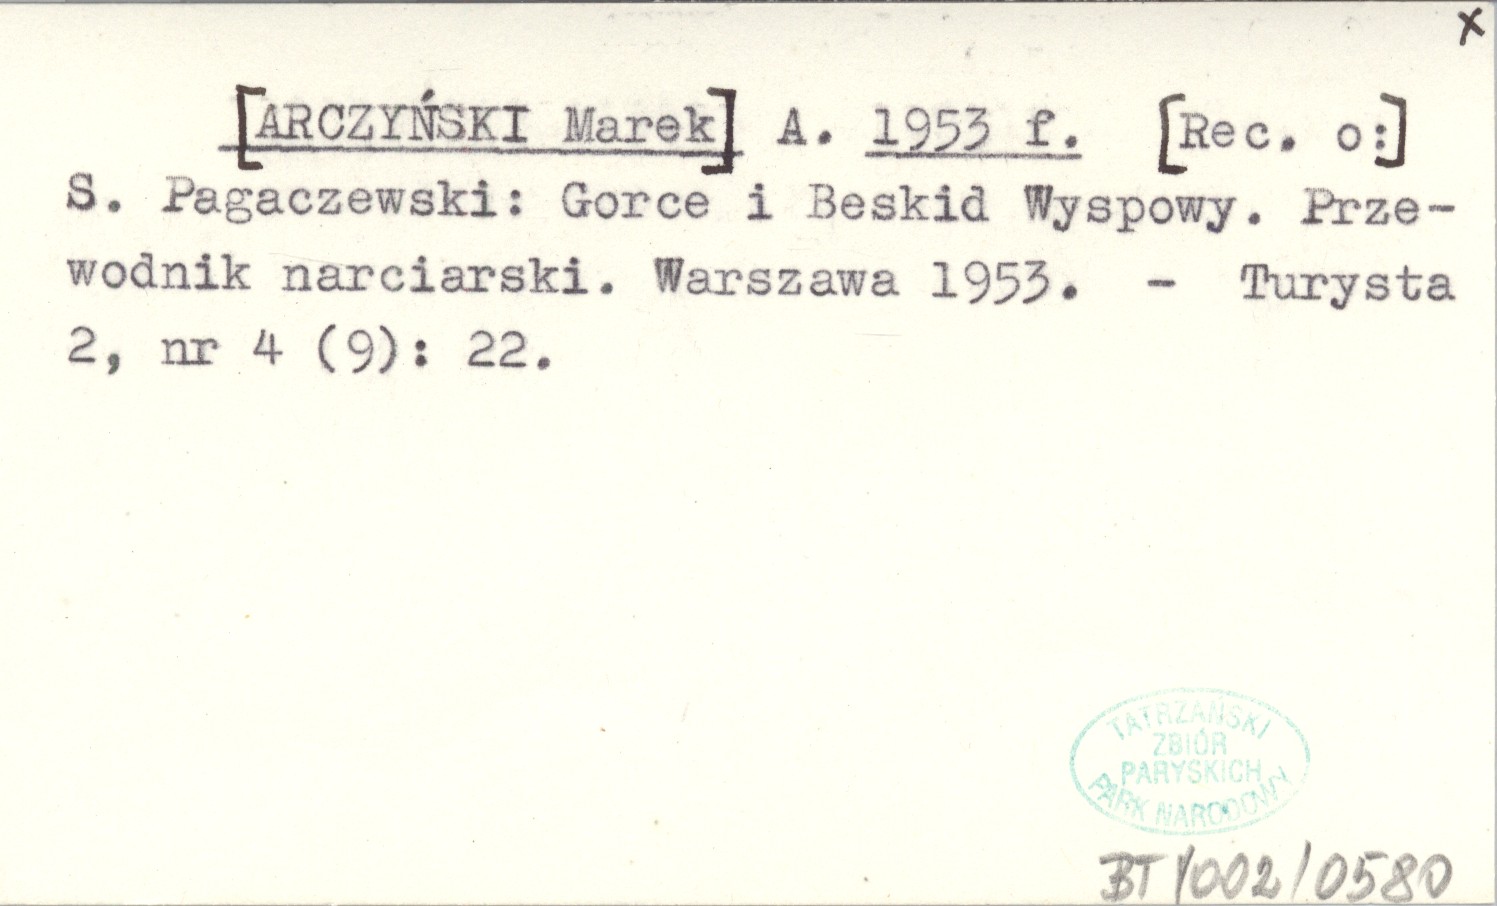 x
[ARCZYŃSKI Marek] A. 1953 f. [Rec. o:]
S. Pagaczewski: Gorce i Beskid Wyspowy. Prze-
wodnik narciarski. Warszawa 1953. - Turysta
2, nr 4 (9): 22.
TATRZAŃSKI
ZBIÓR
PARYSKICH
PARK NARODOWY
BT/002/0580